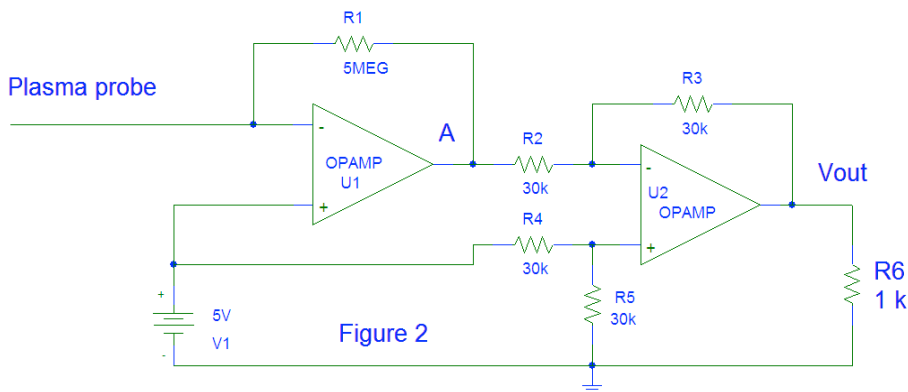 R1
5MEG
Plasma probe
R3
30k
A
R2
30k
-
OPAMP
U1
+
-
U2
OPAMP
+
Vout
R4
30k
R5
30k
R6
1 k
+
5V
V1
-
Figure 2